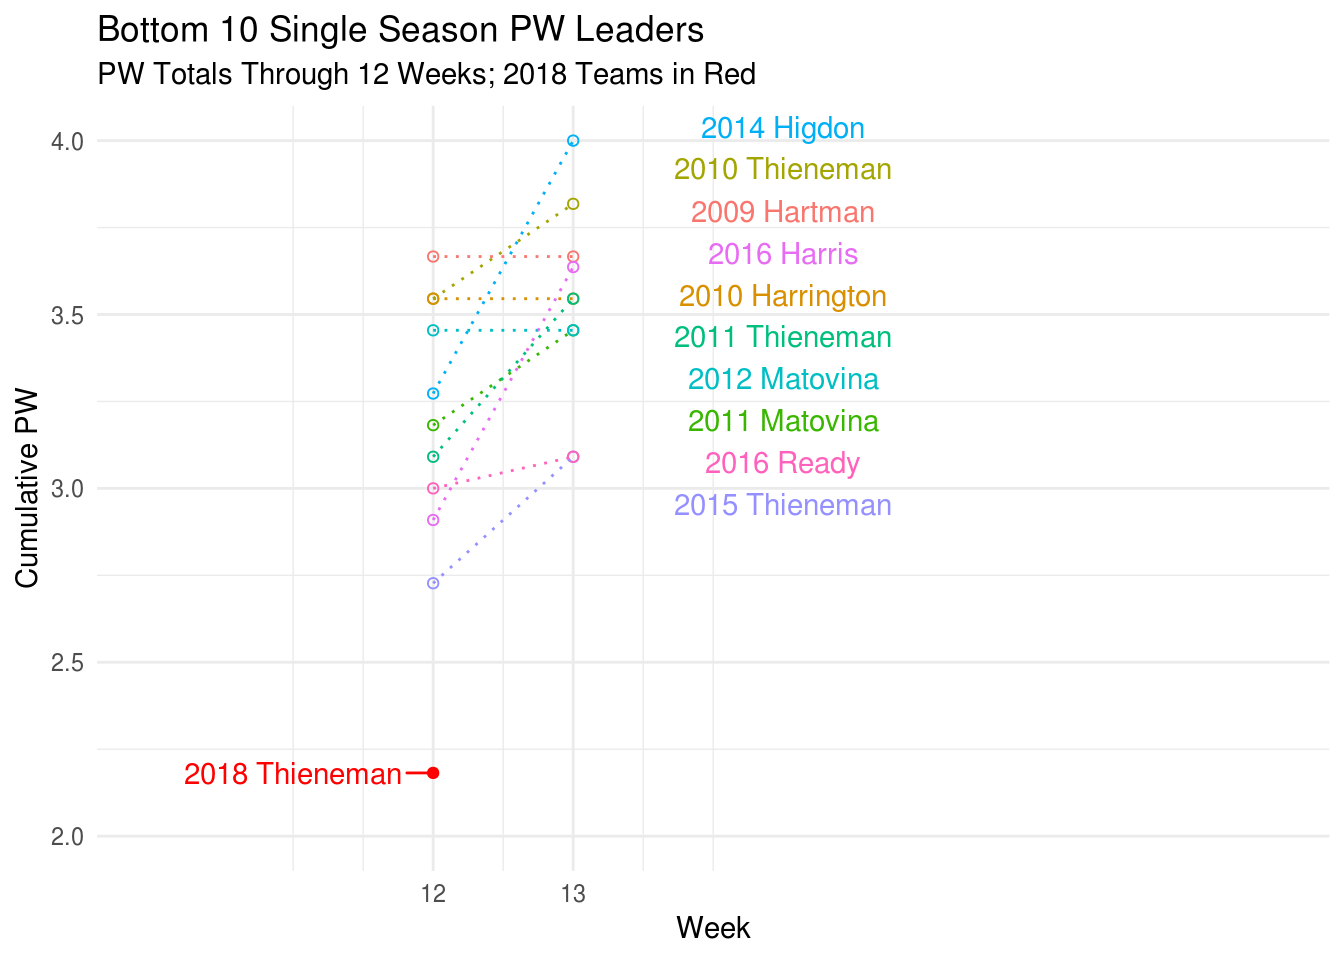 Bottom 10 Single Season PW Leaders
PW Totals Through 12 Weeks; 2018 Teams in Red
Cumulative PW
4.0
3.5
3.0
2.5
2.0
2014 Higdon
2010 Thieneman
2009 Hartman
2016 Harris
2010 Harrington
2011 Thieneman
2012 Matovina
2011 Matovina
2016 Ready
2015 Thieneman
2018 Thieneman
12
13
Week